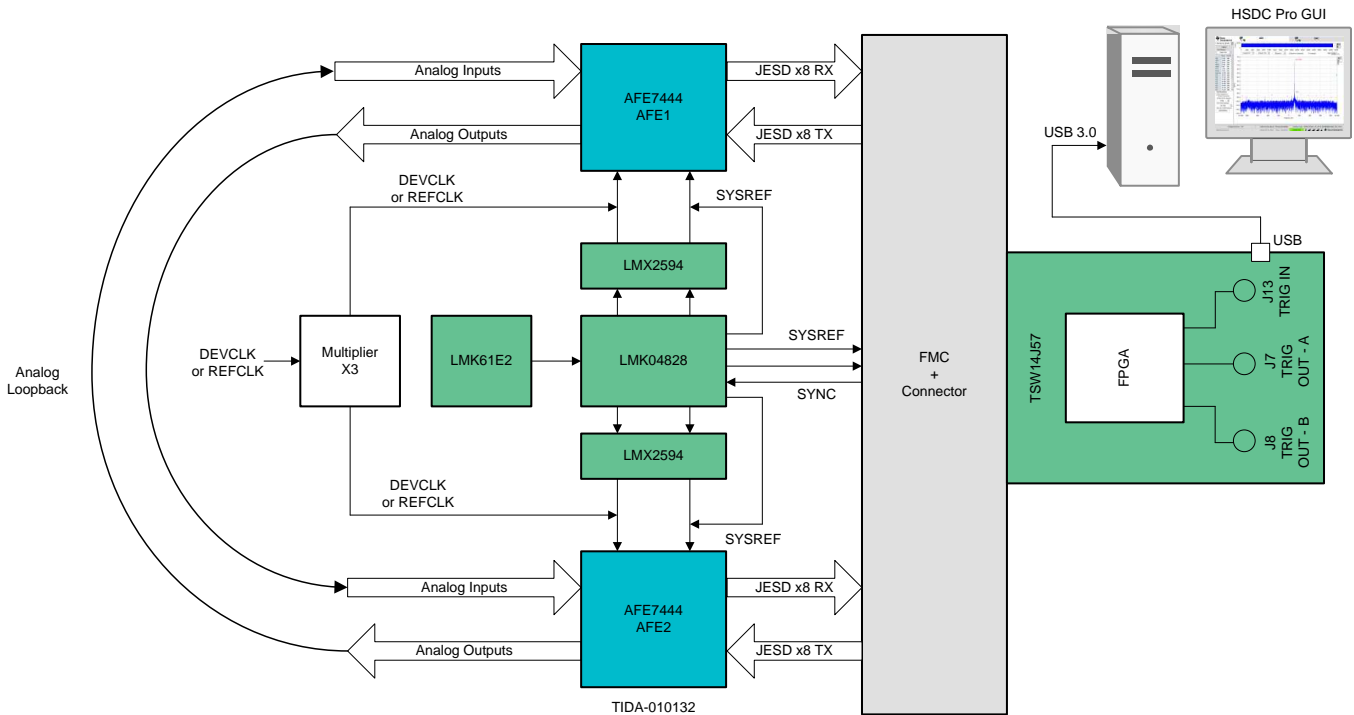 HSDC Pro GUI
Analog Inputs
AFE7444
AFE1
JESD x8 RX
Analog Outputs
JESD x8 TX
USB 3.0
DEVCLK
or REFCLK
SYSREF
USB
LMX2594
J13
TRIG IN
DEVCLK
or REFCLK
Multiplier
X3
LMK61E2
LMK04828
SYSREF
SYNC
FMC
+
Connector
TSW14J57
FPGA
J7
TRIG
OUT - A
Analog
Loopback
LMX2594
J8
TRIG
OUT - B
DEVCLK
or REFCLK
SYSREF
Analog Inputs
AFE7444
AFE2
JESD x8 RX
Analog Outputs
JESD x8 TX
TIDA-010132